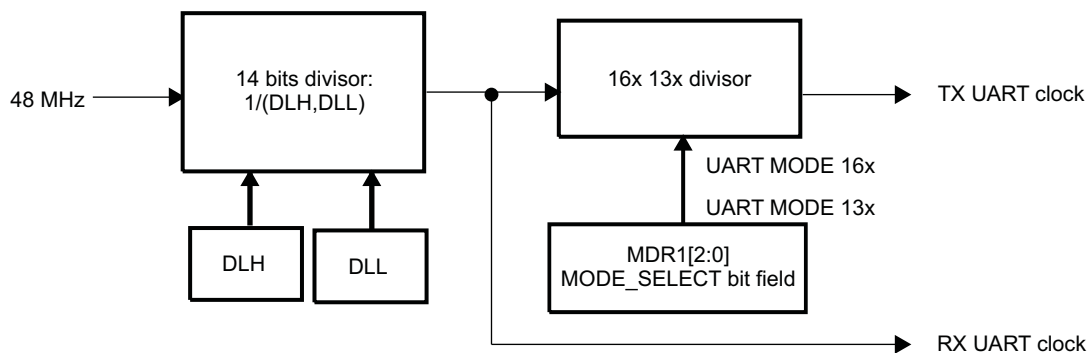 48 MHz
14 bits divisor:
1/(DLH,DLL)
16x 13x divisor
TX UART clock
UART MODE 16x
UART MODE 13x
DLH
DLL
MDR1[2:0]
MODE_SELECT bit field
RX UART clock